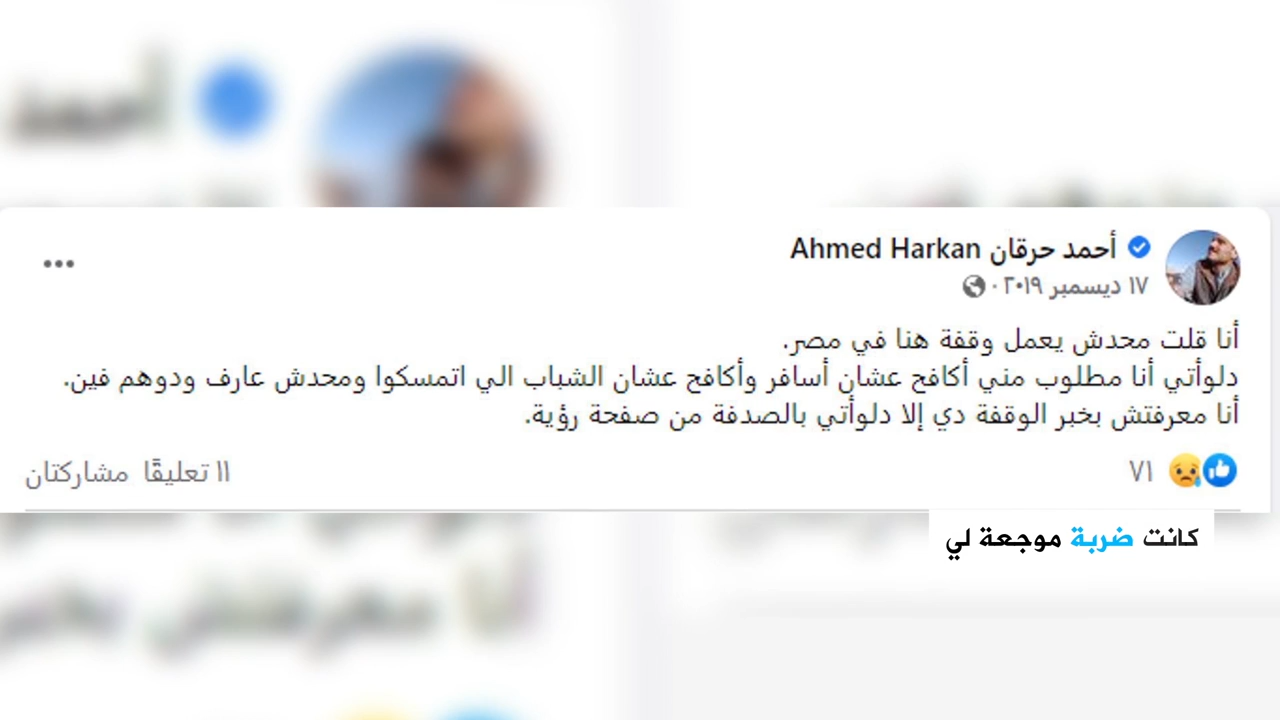 أحمد حرقان Ahmed Harkan
١٧ ديسمبر ٢٠١٩ ·
أنا قلت محدش يعمل وقفة هنا في مصر.
دلوأتي أنا مطلوب مني أكافح عشان أسافر وأكافح عشان الشباب الي اتمسكوا ومحدش عارف ودوهم فين.
أنا معرفتش بخبر الوقفة دي إلا دلوأتي بالصدفة من صفحة رؤية.
٧١
١١ تعليقًا مشاركتان
كانت ضربة موجعة لي